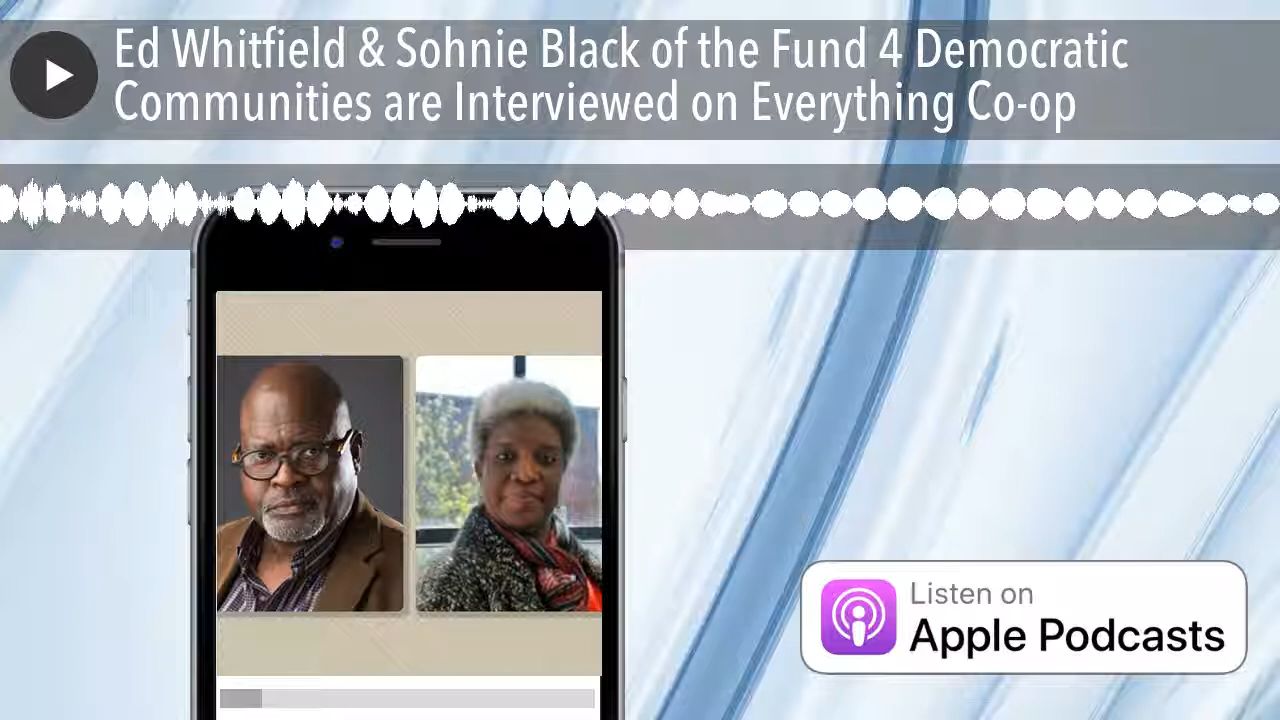 Ed Whitfield & Sohnie Black of the Fund 4 Democratic
Communities are Interviewed on Everything Co-op
Listen on
Apple Podcasts